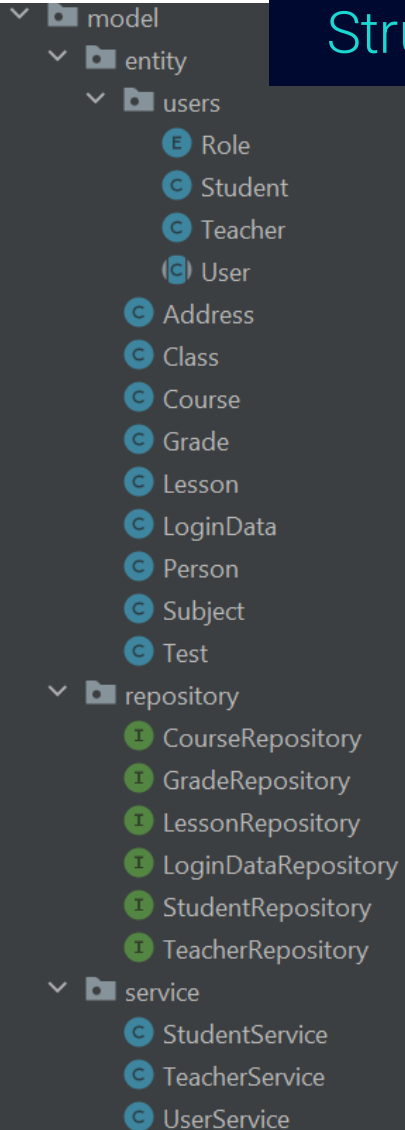 Stru
model
entity
users
E Role
C Student
C Teacher
C User
C Address
C Class
C Course
C Grade
C Lesson
C LoginData
C Person
C Subject
C Test
repository
I CourseRepository
I GradeRepository
I LessonRepository
I LoginDataRepository
I StudentRepository
I TeacherRepository
service
C StudentService
C TeacherService
C UserService